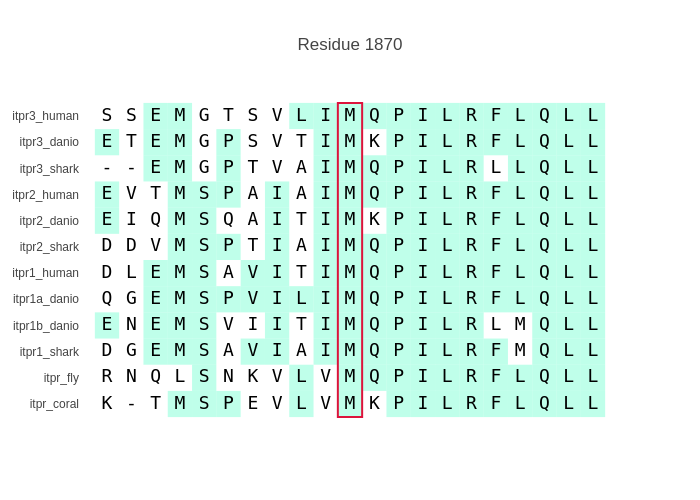 Residue 1870
itpr3_human S S E M G T S V L I M Q P I L R F L Q L L
itpr3_danio E T E M G P S V T I M K P I L R F L Q L L
itpr3_shark - - E M G P T V A I M Q P I L R L L Q L L
itpr2_human E V T M S P A I A I M Q P I L R F L Q L L
itpr2_danio E I Q M S Q A I T I M K P I L R F L Q L L
itpr2_shark D D V M S P T I A I M Q P I L R F L Q L L
itpr1_human D L E M S A V I T I M Q P I L R F L Q L L
itpr1a_danio Q G E M S P V I L I M Q P I L R F L Q L L
itpr1b_danio E N E M S V I I T I M Q P I L R L M Q L L
itpr1_shark D G E M S A V I A I M Q P I L R F M Q L L
itpr_fly R N Q L S N K V L V M Q P I L R F L Q L L
itpr_coral K - T M S P E V L V M K P I L R F L Q L L